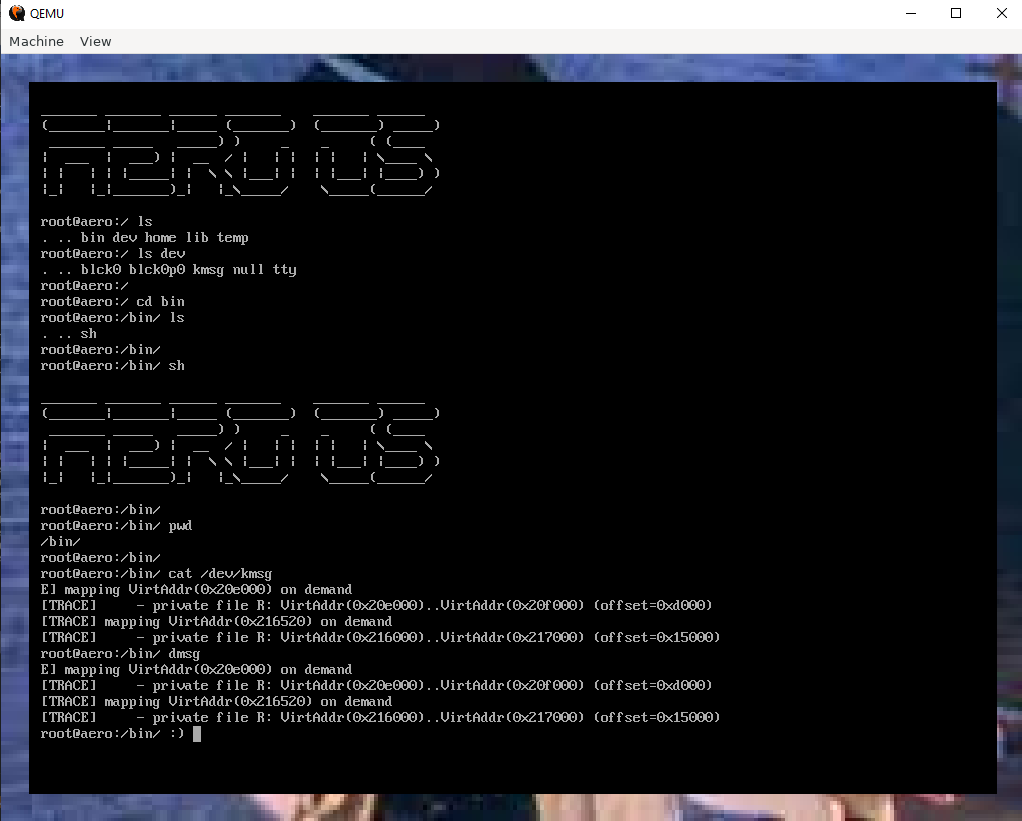 QEMU
Machine View
AERO OS
root@aero:/ ls
. .. bin dev home lib temp
root@aero:/ ls dev
. .. blck0 blck0p0 kmsg null tty
root@aero:/
root@aero:/ cd bin
root@aero:/bin/ ls
. .. sh
root@aero:/bin/
root@aero:/bin/ sh
AERO OS
root@aero:/bin/
root@aero:/bin/ pwd
/bin/
root@aero:/bin/
root@aero:/bin/ cat /dev/kmsg
E] mapping VirtAddr(0x20e000) on demand
[TRACE]     - private file R: VirtAddr(0x20e000)..VirtAddr(0x20f000) (offset=0xd000)
[TRACE] mapping VirtAddr(0x216520) on demand
[TRACE]     - private file R: VirtAddr(0x216000)..VirtAddr(0x217000) (offset=0x15000)
root@aero:/bin/ dmsg
E] mapping VirtAddr(0x20e000) on demand
[TRACE]     - private file R: VirtAddr(0x20e000)..VirtAddr(0x20f000) (offset=0xd000)
[TRACE] mapping VirtAddr(0x216520) on demand
[TRACE]     - private file R: VirtAddr(0x216000)..VirtAddr(0x217000) (offset=0x15000)
root@aero:/bin/ :)